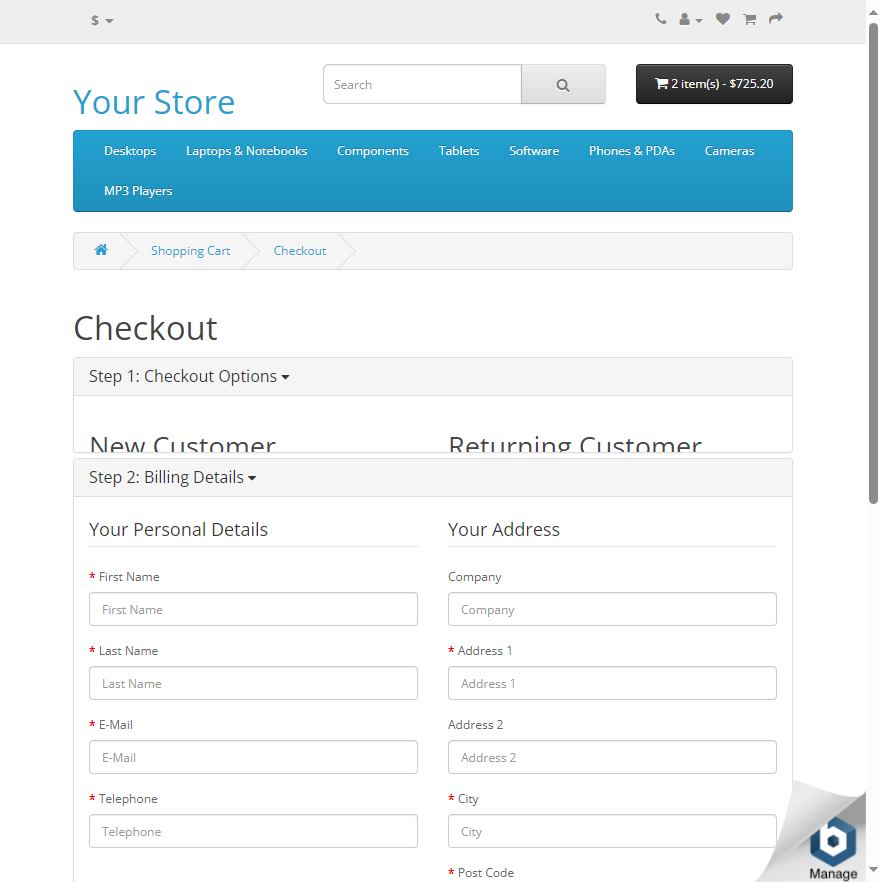 $
Your Store
Search
2 item(s) - $725.20
Desktops Laptops & Notebooks Components Tablets Software Phones & PDAs Cameras
MP3 Players
Shopping Cart Checkout
Checkout
Step 1: Checkout Options
New Customer Returning Customer
Step 2: Billing Details
Your Personal Details Your Address
* First Name Company
First Name Company
* Last Name * Address 1
Last Name Address 1
* E-Mail Address 2
E-Mail Address 2
* Telephone * City
Telephone City
* Post Code
Manage